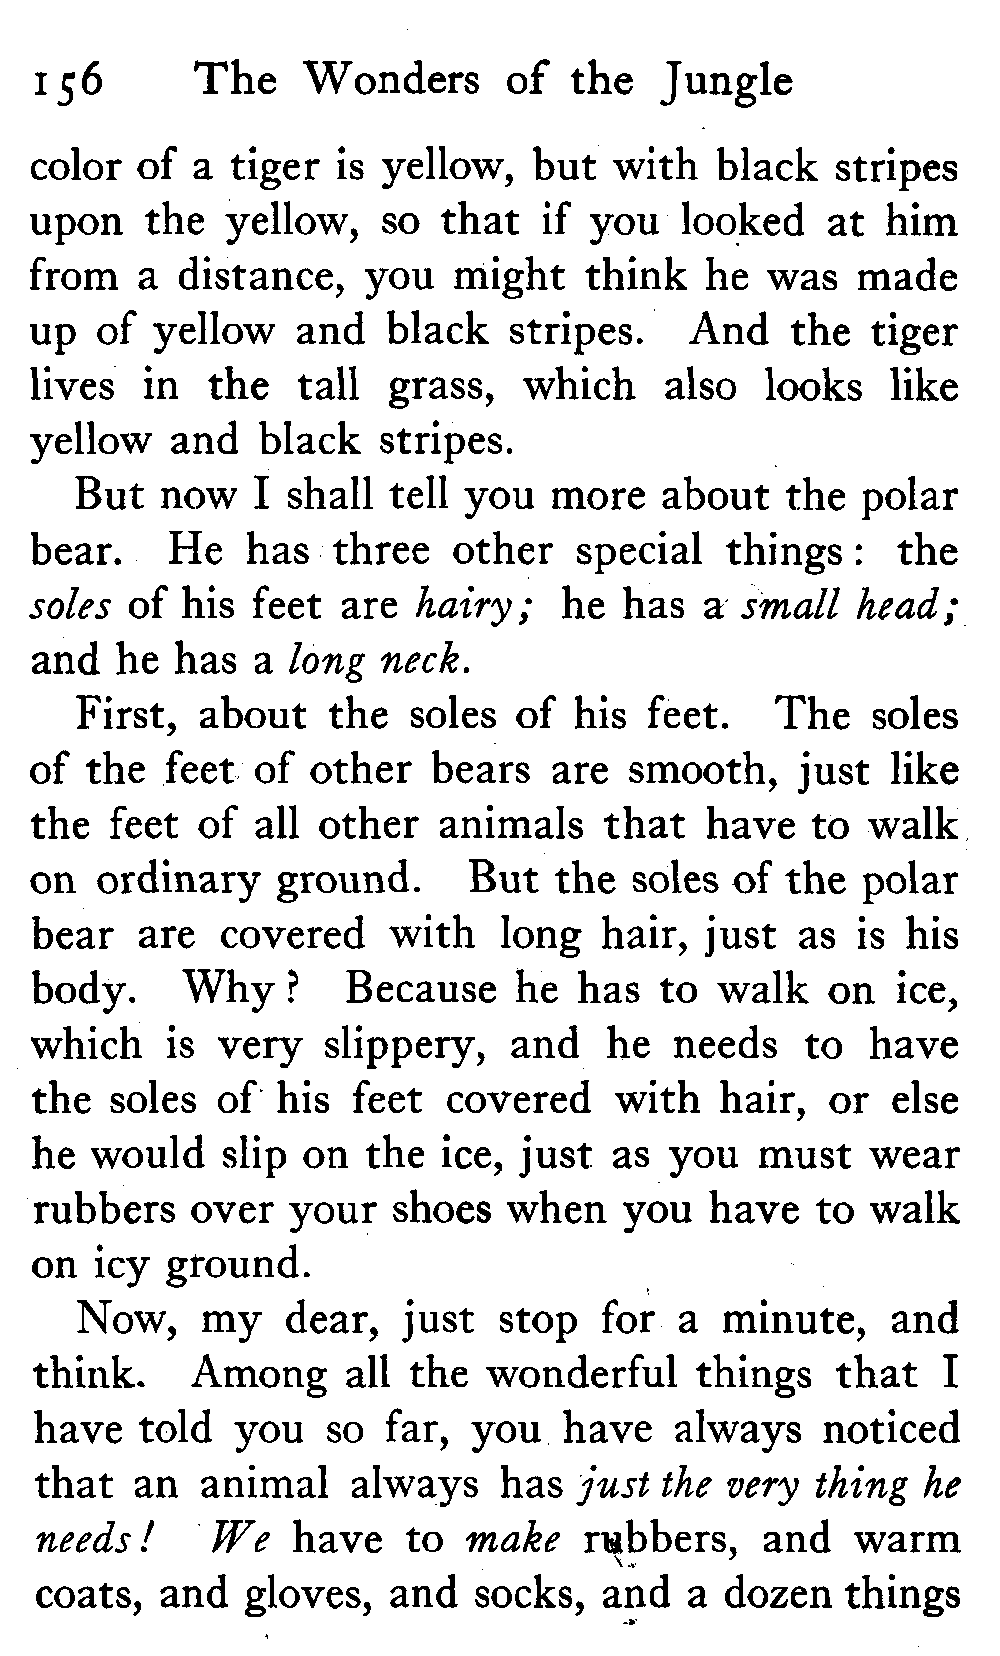 156 The Wonders of the Jungle
color of a tiger is yellow, but with black stripes
upon the yellow, so that if you looked at him
from a distance, you might think he was made
up of yellow and black stripes. And the tiger
lives in the tall grass, which also looks like
yellow and black stripes.
But now I shall tell you more about the polar
bear. He has three other special things: the
soles of his feet are hairy; he has a small head;
and he has a long neck.
First, about the soles of his feet. The soles
of the feet of other bears are smooth, just like
the feet of all other animals that have to walk
on ordinary ground. But the soles of the polar
bear are covered with long hair, just as is his
body. Why? Because he has to walk on ice,
which is very slippery, and he needs to have
the soles of his feet covered with hair, or else
he would slip on the ice, just as you must wear
rubbers over your shoes when you have to walk
on icy ground.
Now, my dear, just stop for a minute, and
think. Among all the wonderful things that I
have told you so far, you have always noticed
that an animal always has just the very thing he
needs! We have to make rubbers, and warm
coats, and gloves, and socks, and a dozen things